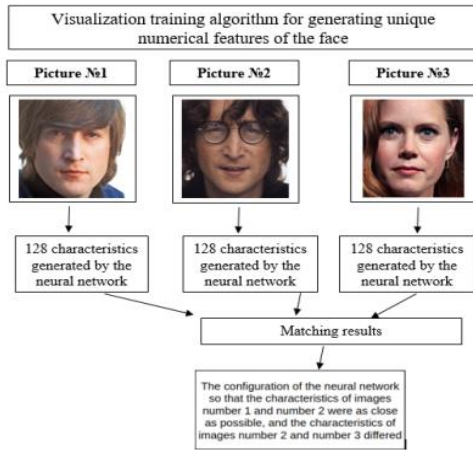 Visualization training algorithm for generating unique
numerical features of the face
Picture №1
Picture №2
Picture №3
128 characteristics
generated by the
neural network
128 characteristics
generated by the
neural network
128 characteristics
generated by the
neural network
Matching results
The configuration of the neural network
so that the characteristics of images
number 1 and number 2 were as close
as possible, and the characteristics of
images number 2 and number 3 differed